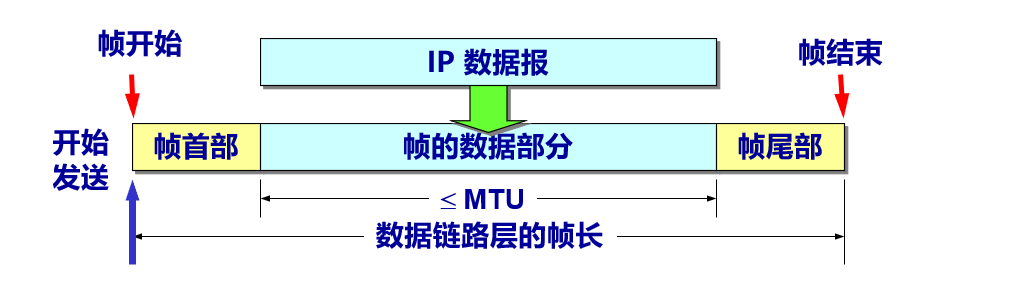 帧开始
IP 数据报
帧结束
开始
发送
帧首部
帧的数据部分
帧尾部
≤ MTU
数据链路层的帧长